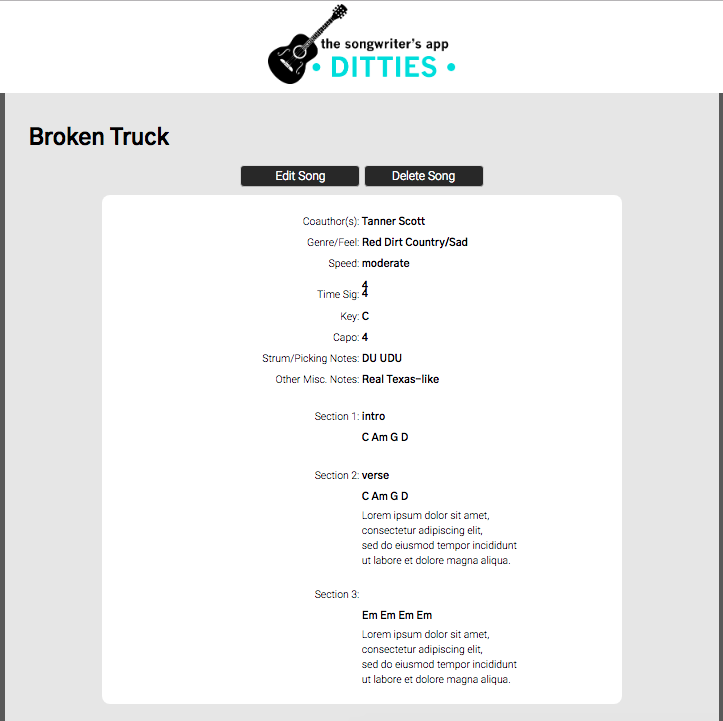 the songwriter's app
• DITTIES •
Broken Truck
Edit Song
Delete Song
Coauthor(s): Tanner Scott
Genre/Feel: Red Dirt Country/Sad
Speed: moderate
4
Time Sig: 4
Key: C
Capo: 4
Strum/Picking Notes: DU UDU
Other Misc. Notes: Real Texas-like
Section 1: intro
C Am G D
Section 2: verse
C Am G D
Lorem ipsum dolor sit amet,
consectetur adipiscing elit,
sed do eiusmod tempor incididunt
ut labore et dolore magna aliqua.
Section 3:
Em Em Em Em
Lorem ipsum dolor sit amet,
consectetur adipiscing elit,
sed do eiusmod tempor incididunt
ut labore et dolore magna aliqua.